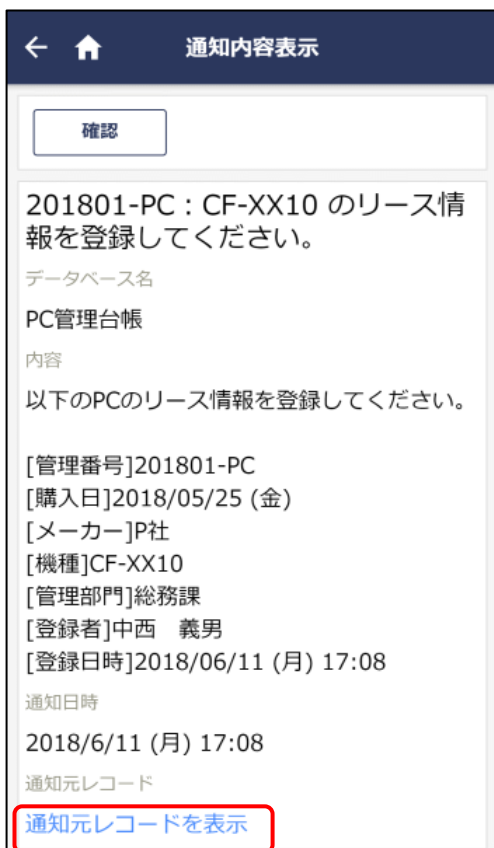 通知内容表示
確認
201801-PC：CF-XX10 のリース情
報を登録してください。
データベース名
PC管理台帳
内容
以下のPCのリース情報を登録してください。
[管理番号]201801-PC
[購入日]2018/05/25 (金)
[メーカー]P社
[機種]CF-XX10
[管理部門]総務課
[登録者]中西　義男
[登録日時]2018/06/11 (月) 17:08
通知日時
2018/6/11 (月) 17:08
通知元レコード
通知元レコードを表示